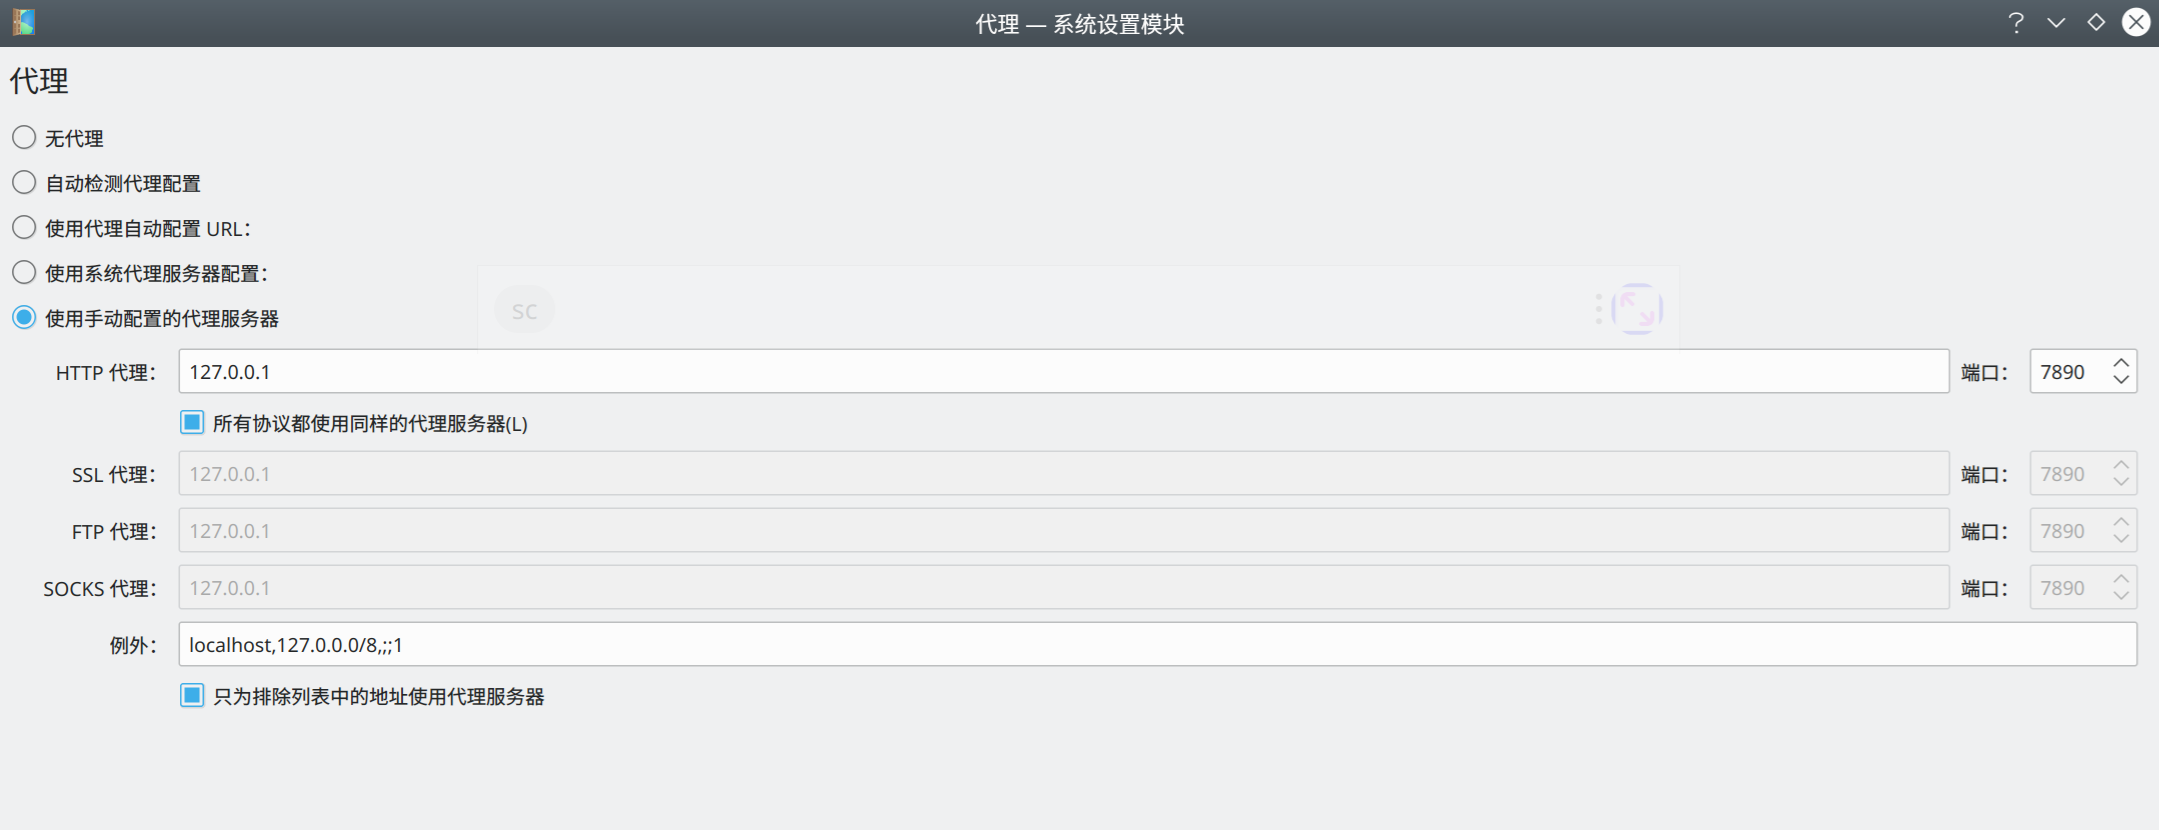 代理 — 系统设置模块
代理
无代理
自动检测代理配置
使用代理自动配置 URL：
使用系统代理服务器配置：
SC
使用手动配置的代理服务器
HTTP 代理： 127.0.0.1 端口： 7890
所有协议都使用同样的代理服务器(L)
SSL 代理： 127.0.0.1 端口： 7890
FTP 代理： 127.0.0.1 端口： 7890
SOCKS 代理： 127.0.0.1 端口： 7890
例外： localhost,127.0.0.0/8,;;1
只为排除列表中的地址使用代理服务器